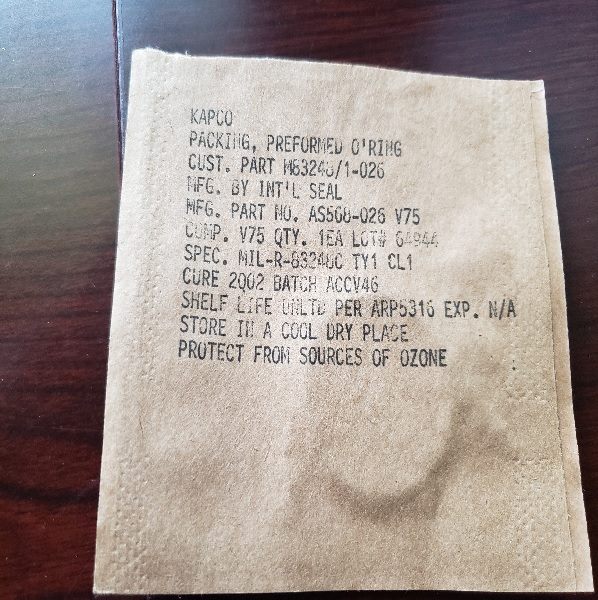 KAPCO
PACKING, PREFORMED O'RING
CUST. PART M83248/1-026
MFG. BY INT'L SEAL
MFG. PART NO. AS568-026 V75
COMP. V75 QTY. 1EA LOT# 64944
SPEC. MIL-R-83248C TY1 CL1
CURE 2002 BATCH ACCV46
SHELF LIFE UNLTD PER ARP5316 EXP. N/A
STORE IN A COOL DRY PLACE
PROTECT FROM SOURCES OF OZONE